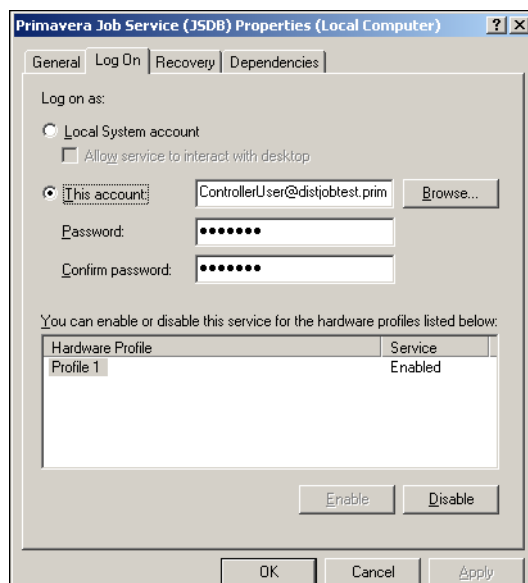 Primavera Job Service (JSDB) Properties (Local Computer)
General Log On Recovery Dependencies
Log on as:
Local System account
Allow service to interact with desktop
This account: ControllerUser@distjobtest.prim Browse...
Password: ●●●●●●●
Confirm password: ●●●●●●●
You can enable or disable this service for the hardware profiles listed below:
Hardware Profile Service
Profile 1 Enabled
Enable Disable
OK Cancel Apply